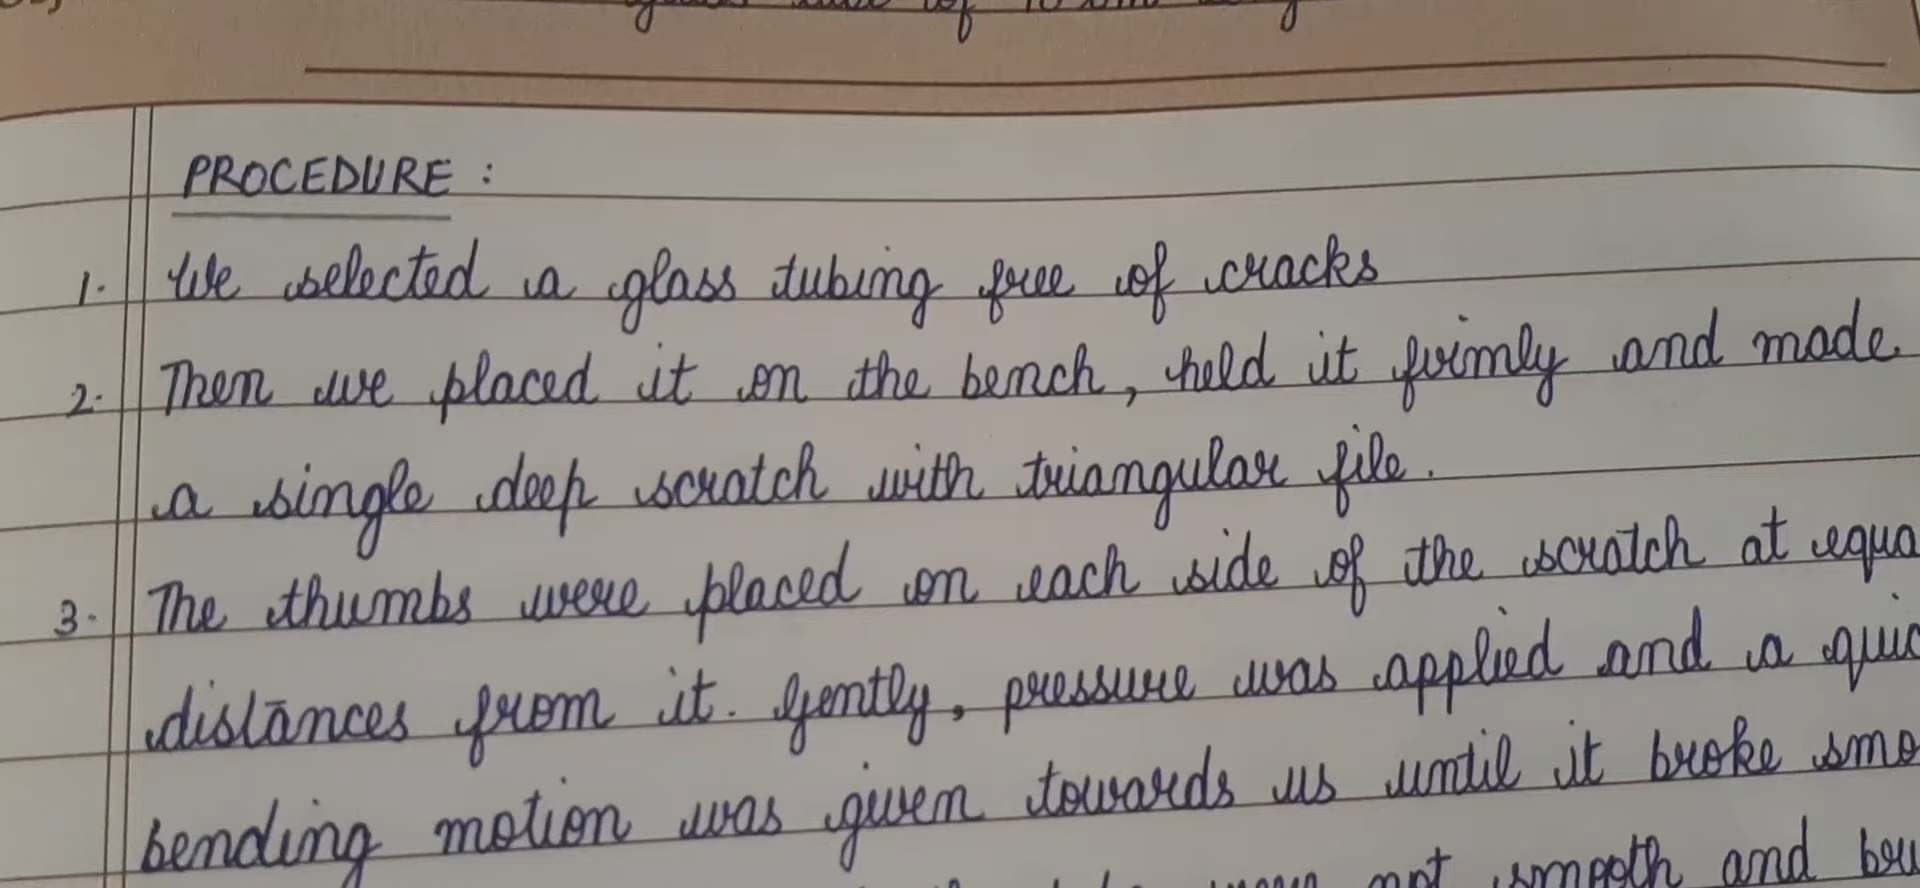 PROCEDURE :
1. We selected a glass tubing free of cracks
2. Then we placed it on the bench, held it firmly and made
a single deep scratch with triangular file.
3. The thumbs were placed on each side of the scratch at equa
distances from it. Gently, pressure was applied and a quic
bending motion was given towards us until it broke smo
not smooth and